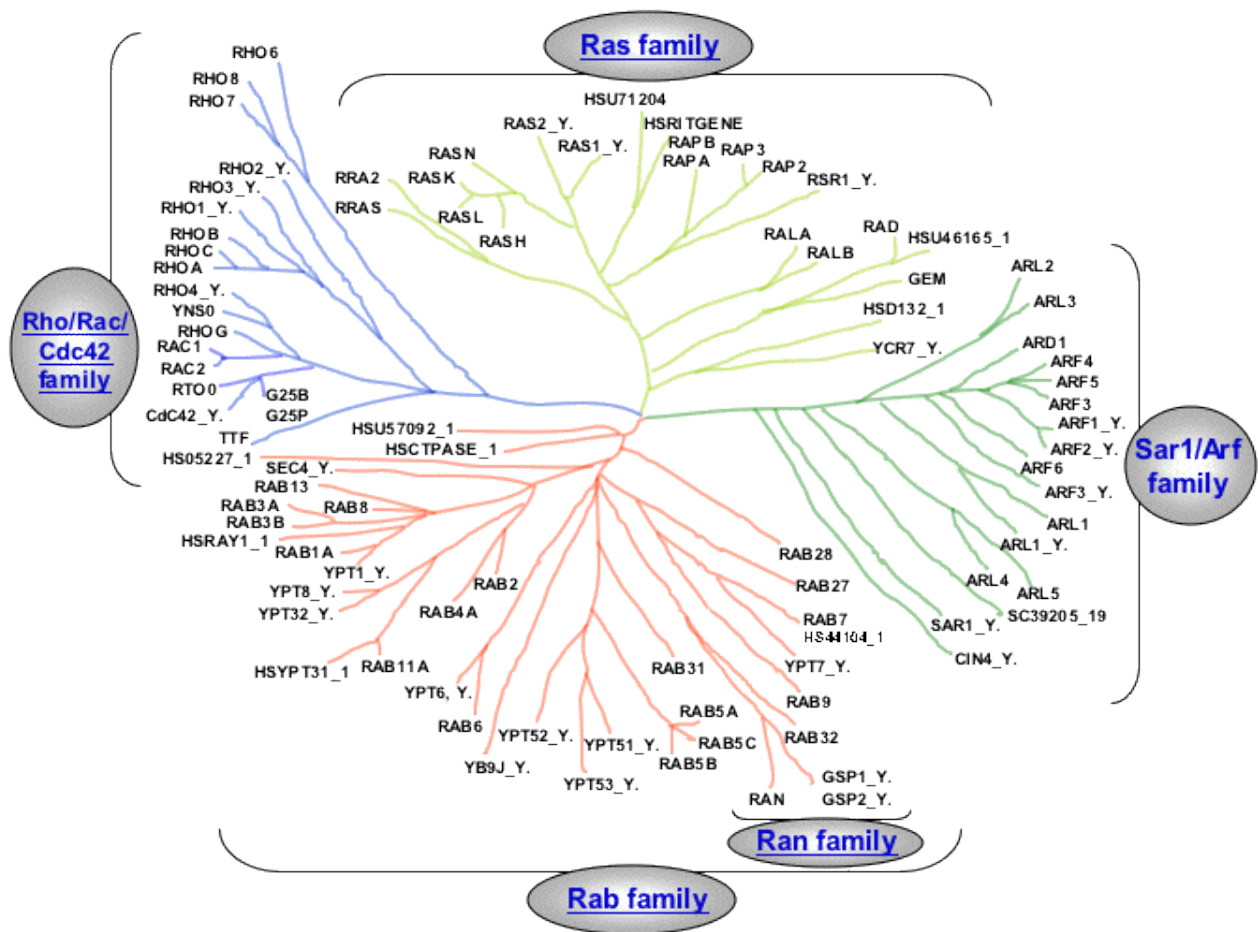 Ras family
RHO6
RHO8
RHO7
RHO2_Y.
RHO3_Y.
RHO1_Y.
RHOB
RHOC
RHOA
RHO4_Y.
YNS0
RHOG
RAC1
RAC2
RTO0
G25B
CdC42_Y.
G25P
TTF
Rho/Rac/
Cdc42
family
HSU71204
RAS2_Y.
HSRITGENE
RAS1_Y.
RAPB
RAPA
RAP3
RAP2
RSR1_Y.
RASN
RASK
RRA2
RRAS
RASL
RASH
RALA
RALB
RAD
HSU46165_1
GEM
HSD132_1
YCR7_Y.
ARL2
ARL3
ARD1
ARF4
ARF5
ARF3
ARF1_Y.
ARF2_Y.
ARF6
ARF3_Y.
ARL1
ARL1_Y.
ARL4
ARL5
SAR1_Y.
SC39205_19
CIN4_Y.
Sar1/Arf
family
HSU57092_1
HSCTPASE_1
HS05227_1
SEC4_Y.
RAB13
RAB3A
RAB8
RAB3B
HSRAY1_1
RAB1A
YPT1_Y.
YPT8_Y.
YPT32_Y.
RAB2
RAB4A
HSYPT31_1
RAB11A
YPT6, Y.
RAB6
YB9J_Y.
YPT52_Y.
YPT51_Y.
YPT53_Y.
RAB31
RAB5A
RAB5C
RAB5B
RAB28
RAB27
RAB7
HS44104_1
YPT7_Y.
RAB9
RAB32
RAN
GSP1_Y.
GSP2_Y.
Ran family
Rab family